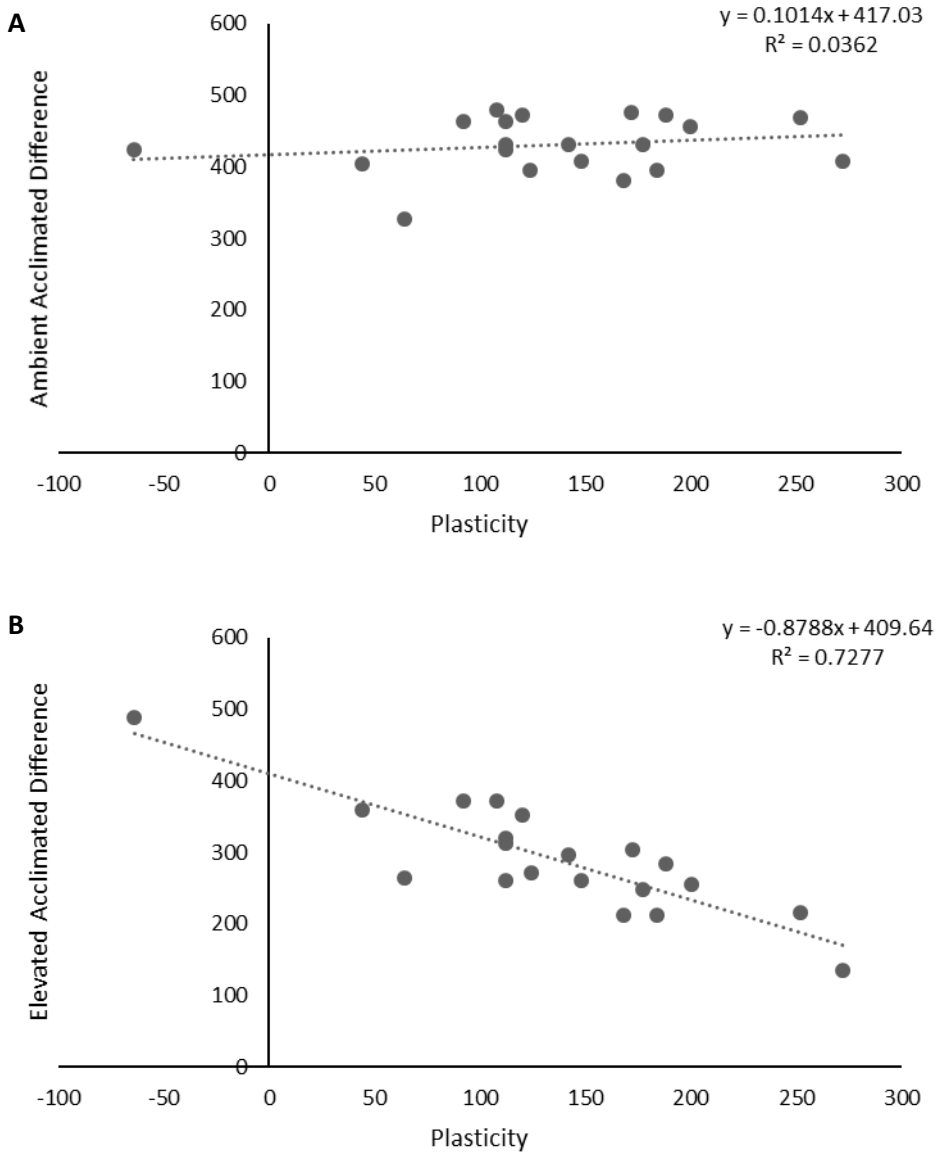 A
y = 0.1014x + 417.03
R² = 0.0362
600
500
400
300
200
100
0
Ambient Acclimated Difference
-100 -50 0 50 100 150 200 250 300
Plasticity
B
y = -0.8788x + 409.64
R² = 0.7277
600
500
400
300
200
100
0
Elevated Acclimated Difference
-100 -50 0 50 100 150 200 250 300
Plasticity